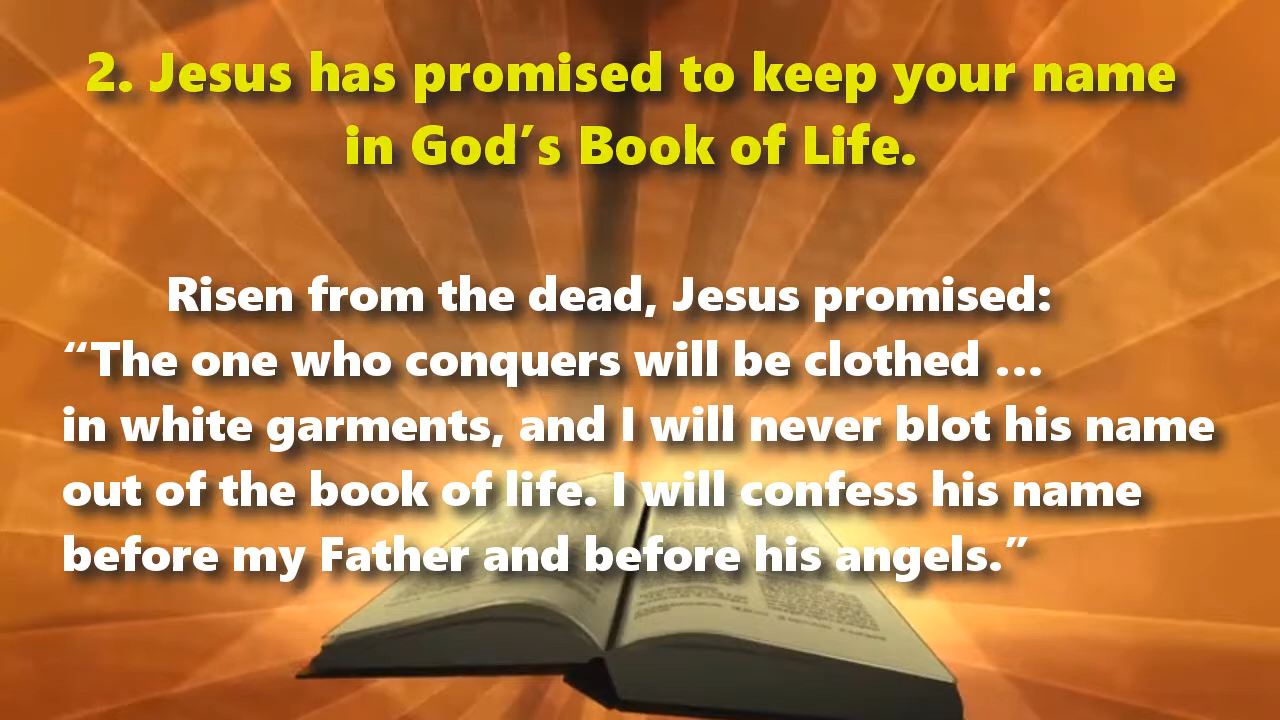 2. Jesus has promised to keep your name
in God’s Book of Life.
Risen from the dead, Jesus promised:
“The one who conquers will be clothed ...
in white garments, and I will never blot his name
out of the book of life. I will confess his name
before my Father and before his angels.”